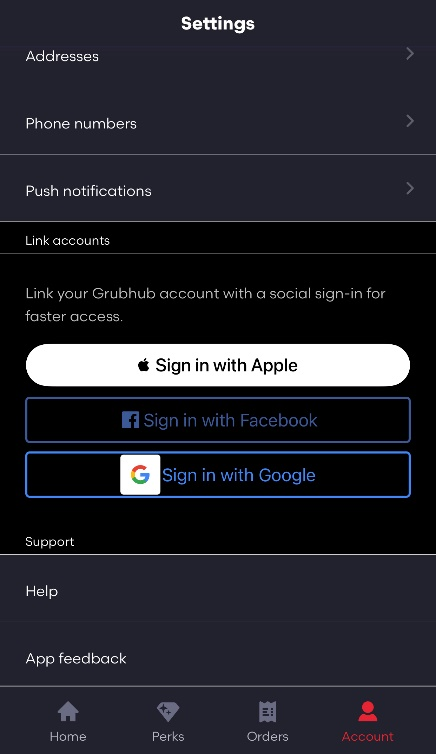 Settings
Addresses
Phone numbers
Push notifications
Link accounts
Link your Grubhub account with a social sign-in for
faster access.
Sign in with Apple
Sign in with Facebook
Sign in with Google
Support
Help
App feedback
Home
Perks
Orders
Account